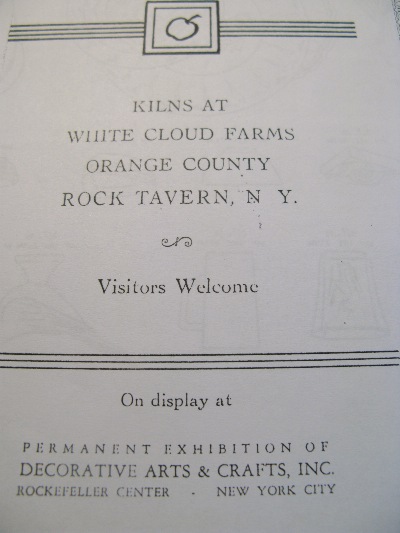 KILNS AT
WHITE CLOUD FARMS
ORANGE COUNTY
ROCK TAVERN, N Y.
Visitors Welcome
On display at
PERMANENT EXHIBITION OF
DECORATIVE ARTS & CRAFTS, INC.
ROCKEFELLER CENTER - NEW YORK CITY